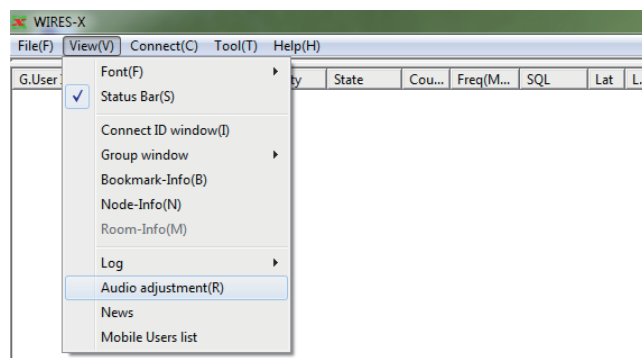 WIRES-X
File(F) View(V) Connect(C) Tool(T) Help(H)
G.User State Cou... Freq(M... SQL Lat L.
Font(F)
Status Bar(S)
Connect ID window(I)
Group window
Bookmark-Info(B)
Node-Info(N)
Room-Info(M)
Log
Audio adjustment(R)
News
Mobile Users list